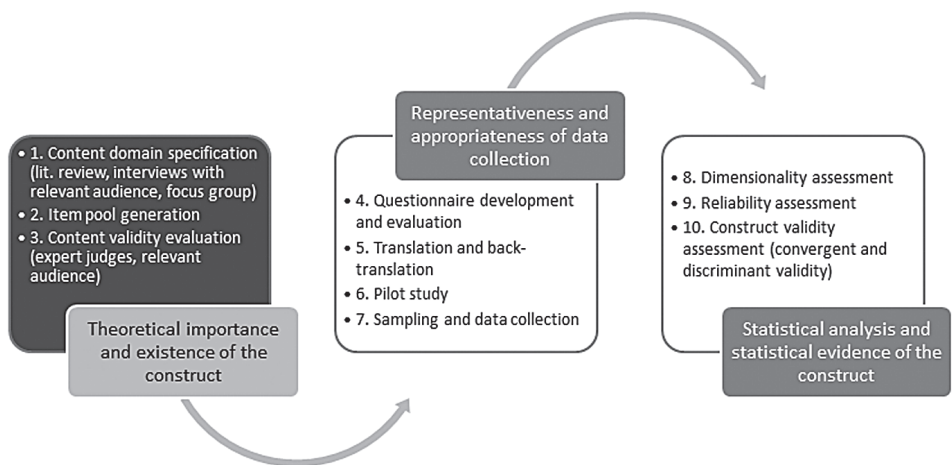 • 1. Content domain specification
(lit. review, interviews with
relevant audience, focus group)
• 2. Item pool generation
• 3. Content validity evaluation
(expert judges, relevant
audience)
Theoretical importance
and existence of the
construct
Representativeness and
appropriateness of data
collection
• 4. Questionnaire development
and evaluation
• 5. Translation and back-
translation
• 6. Pilot study
• 7. Sampling and data collection
• 8. Dimensionality assessment
• 9. Reliability assessment
• 10. Construct validity
assessment (convergent and
discriminant validity)
Statistical analysis and
statistical evidence of the
construct